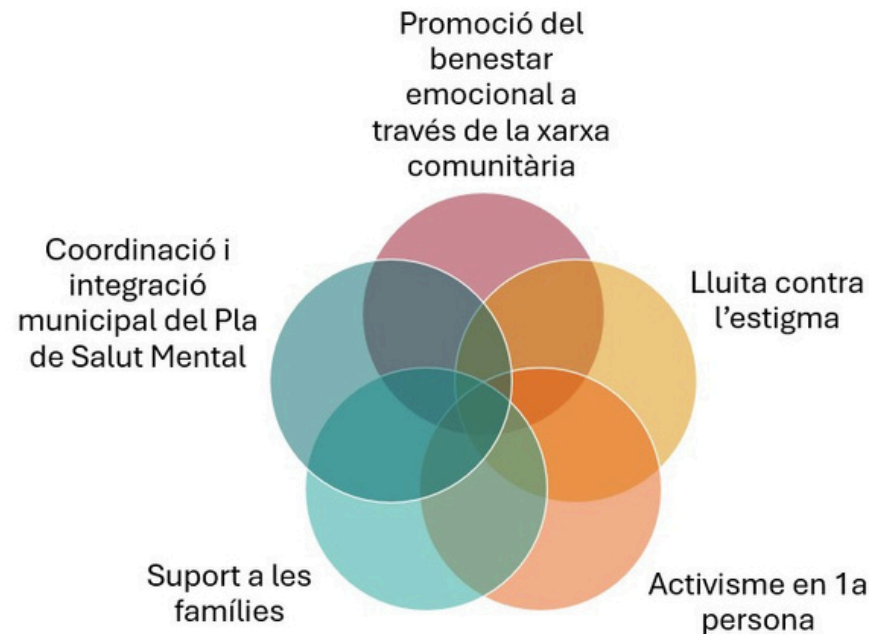 Promoció del
benestar
emocional a
través de la xarxa
comunitària
Coordinació i
integració
municipal del Pla
de Salut Mental
Lluita contra
l'estigma
Suport a les
famílies
Activisme en 1a
persona